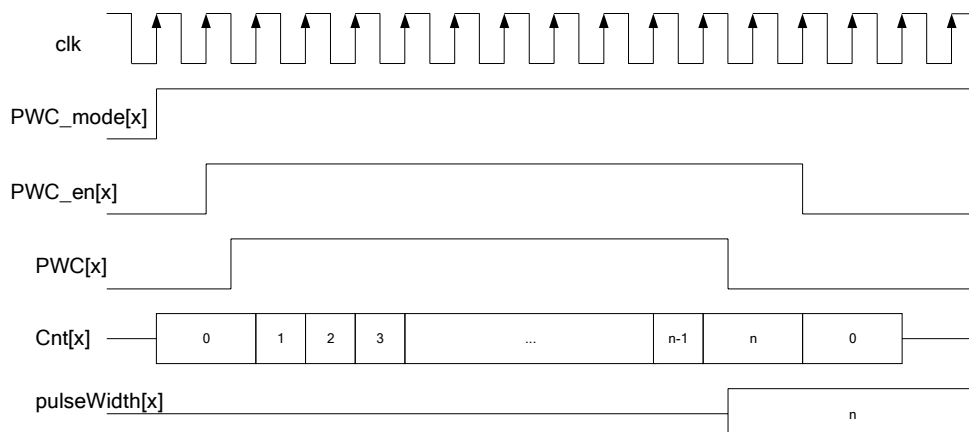 clk
PWC_mode[x]
PWC_en[x]
PWC[x]
Cnt[x] 0 1 2 3 ... n-1 n 0
pulseWidth[x] n